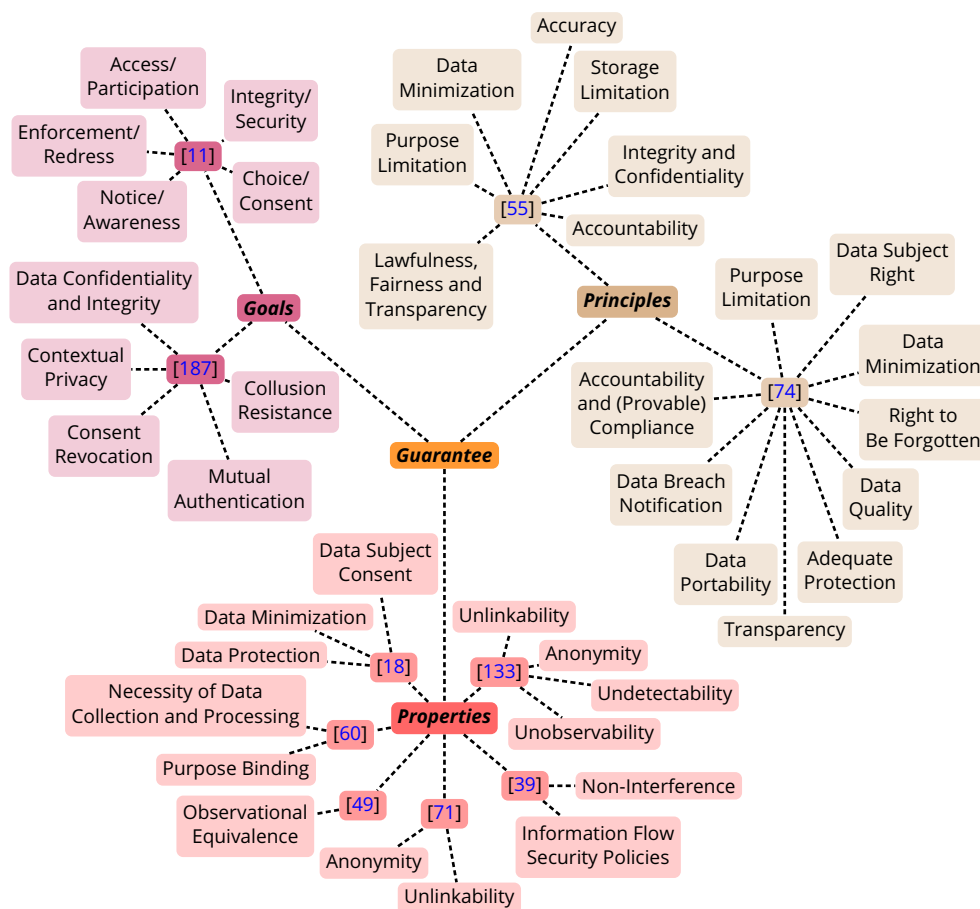 Accuracy
Access/
Participation
Data
Minimization
Storage
Limitation
Integrity/
Security
Enforcement/
Redress
[11]
Purpose
Limitation
Integrity and
Confidentiality
Choice/
Consent
Notice/
Awareness
[55]
Accountability
Lawfulness,
Fairness and
Transparency
Data Subject
Right
Data Confidentiality
and Integrity
Purpose
Limitation
Goals
Principles
Data
Minimization
Contextual
Privacy
[187]
Collusion
Resistance
Accountability
and (Provable)
Compliance
[74]
Right to
Be Forgotten
Consent
Revocation
Guarantee
Mutual
Authentication
Data Breach
Notification
Data
Quality
Data Subject
Consent
Data
Portability
Adequate
Protection
Data Minimization
Unlinkability
Transparency
Data Protection
[18]
[133]
Anonymity
Undetectability
Necessity of Data
Collection and Processing
Properties
[60]
Unobservability
Purpose Binding
[39]
Non-Interference
Observational
Equivalence
[49]
[71]
Information Flow
Security Policies
Anonymity
Unlinkability